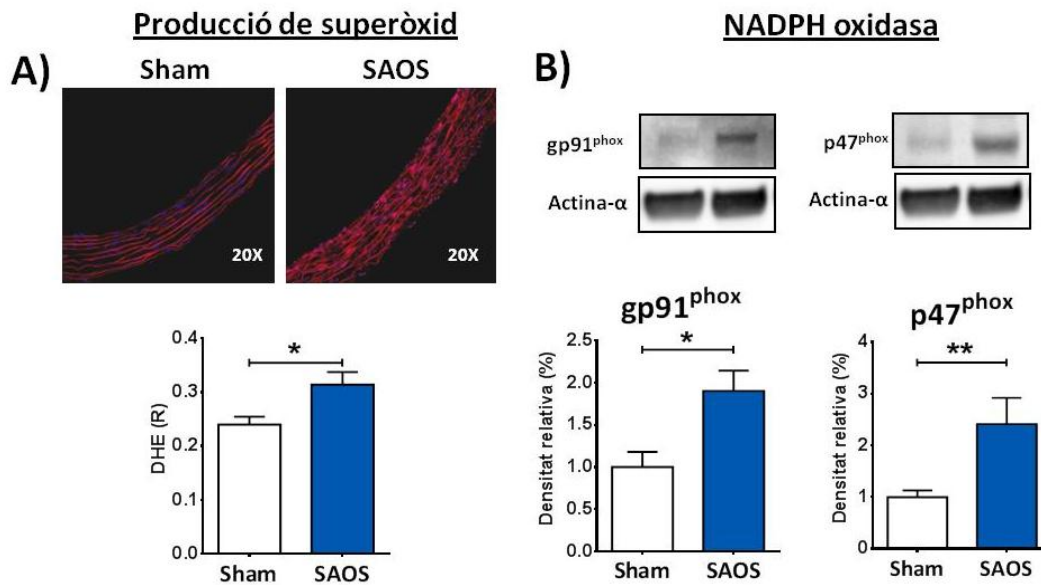 Producció de superòxid
A)
Sham
SAOS
20X
20X
DHE (R)
0.4
0.3
0.2
0.1
0.0
*
Sham
SAOS
NADPH oxidasa
B)
gp91phox
Actina-α
p47phox
Actina-α
gp91phox
Densitat relativa (%)
2.5
2.0
1.5
1.0
0.5
0.0
*
Sham
SAOS
p47phox
Densitat relativa (%)
4
3
2
1
0
**
Sham
SAOS